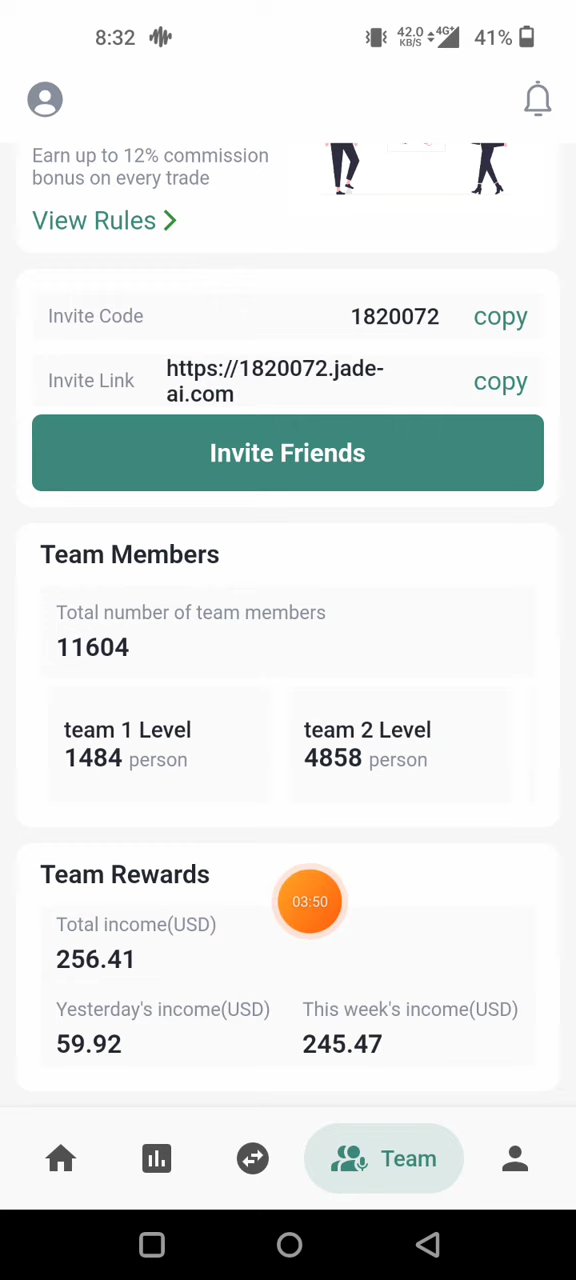 8:32
42.0
KB/S
4G+
41%
Earn up to 12% commission
bonus on every trade
View Rules
Invite Code 1820072 copy
Invite Link https://1820072.jade-
ai.com copy
Invite Friends
Team Members
Total number of team members
11604
team 1 Level
1484 person
team 2 Level
4858 person
Team Rewards
03:50
Total income(USD)
256.41
Yesterday's income(USD)
59.92
This week's income(USD)
245.47
Team